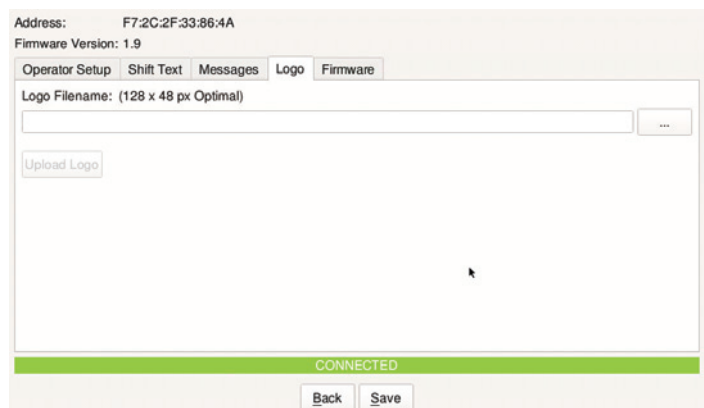 Address: F7:2C:2F:33:86:4A
Firmware Version: 1.9
Operator Setup Shift Text Messages Logo Firmware
Logo Filename: (128 x 48 px Optimal)
...
Upload Logo
CONNECTED
Back Save